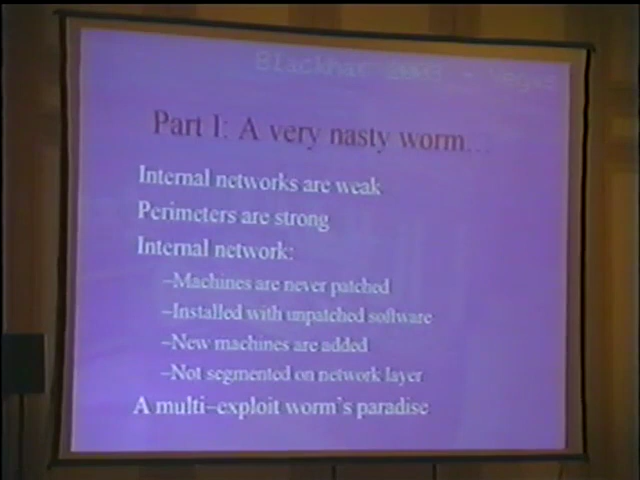 Blackhat
Part I: A very nasty worm…
Internal networks are weak
Perimeters are strong
Internal network:
–Machines are never patched
–Installed with unpatched software
–New machines are added
–Not segmented on network layer
A multi–exploit worm's paradise